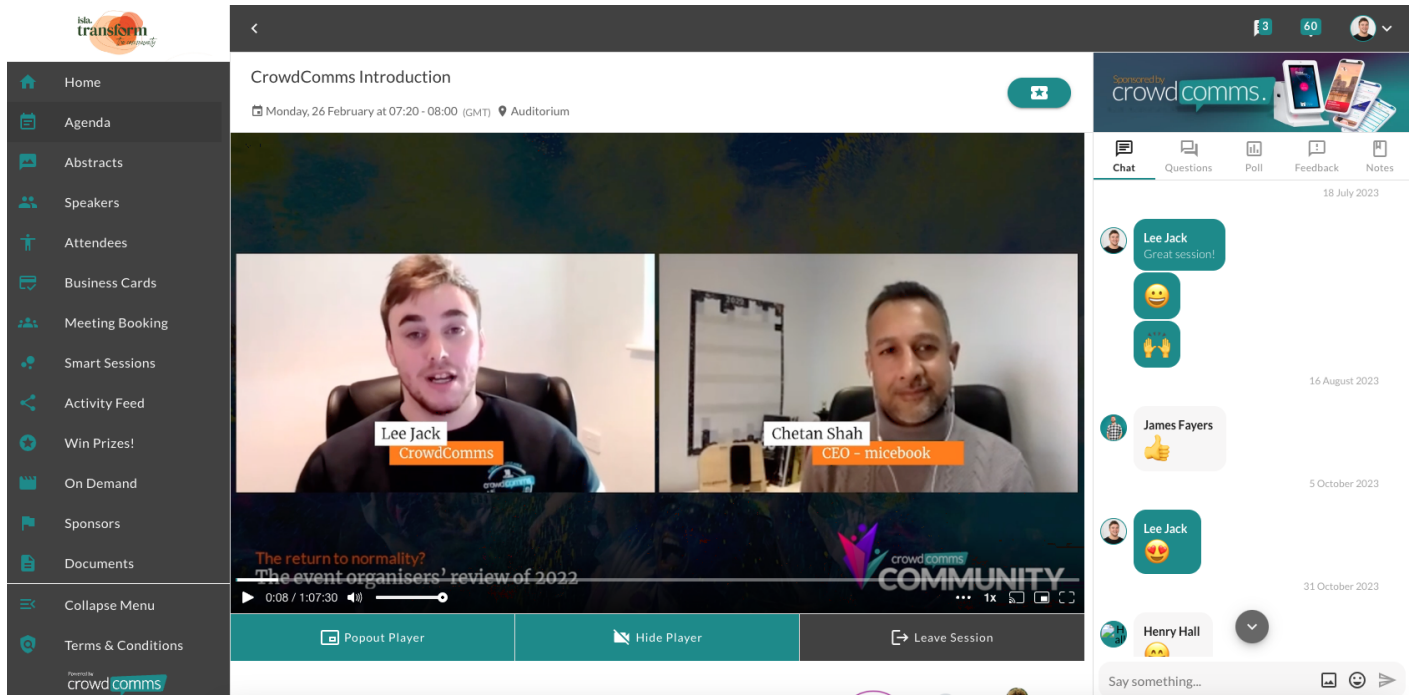 isla.
transform
3
60
Home
Agenda
Abstracts
Speakers
Attendees
Business Cards
Meeting Booking
Smart Sessions
Activity Feed
Win Prizes!
On Demand
Sponsors
Documents
Collapse Menu
Terms & Conditions
Powered by
crowdcomms
CrowdComms Introduction
Monday, 26 February at 07:20 - 08:00 (GMT) Auditorium
2022
Lee Jack
CrowdComms
crowdcomms
Chetan Shah
CEO - micebook
The return to normality?
The event organisers' review of 2022
crowdcomms
COMMUNITY
0:08 / 1:07:30
1x
Popout Player
Hide Player
Leave Session
Sponsored by
crowdcomms.
Chat
Questions
Poll
Feedback
Notes
18 July 2023
Lee Jack
Great session!
😀
🙌
16 August 2023
James Fayers
👍
5 October 2023
Lee Jack
😍
31 October 2023
Henry Hall
Say something...